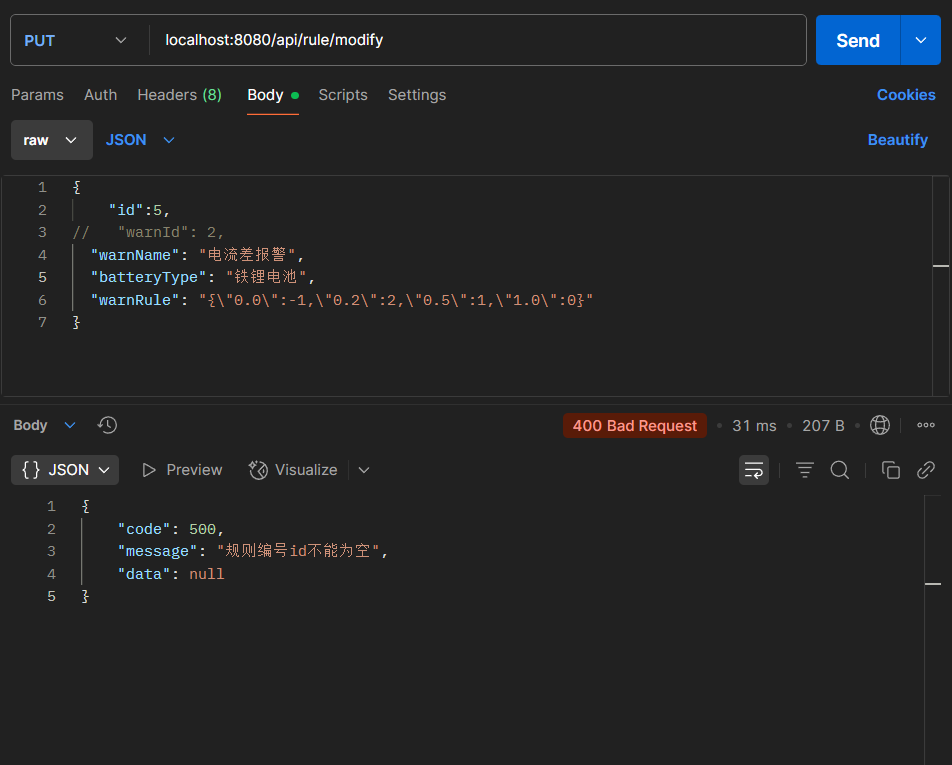 PUT localhost:8080/api/rule/modify Send
Params Auth Headers (8) Body Scripts Settings Cookies
raw JSON Beautify
1 {
2 "id":5,
3 // "warnId": 2,
4 "warnName": "电流差报警",
5 "batteryType": "铁锂电池",
6 "warnRule": "{\"0.0\":-1,\"0.2\":2,\"0.5\":1,\"1.0\":0}"
7 }
Body 400 Bad Request 31 ms 207 B
{} JSON Preview Visualize
1 {
2 "code": 500,
3 "message": "规则编号id不能为空",
4 "data": null
5 }